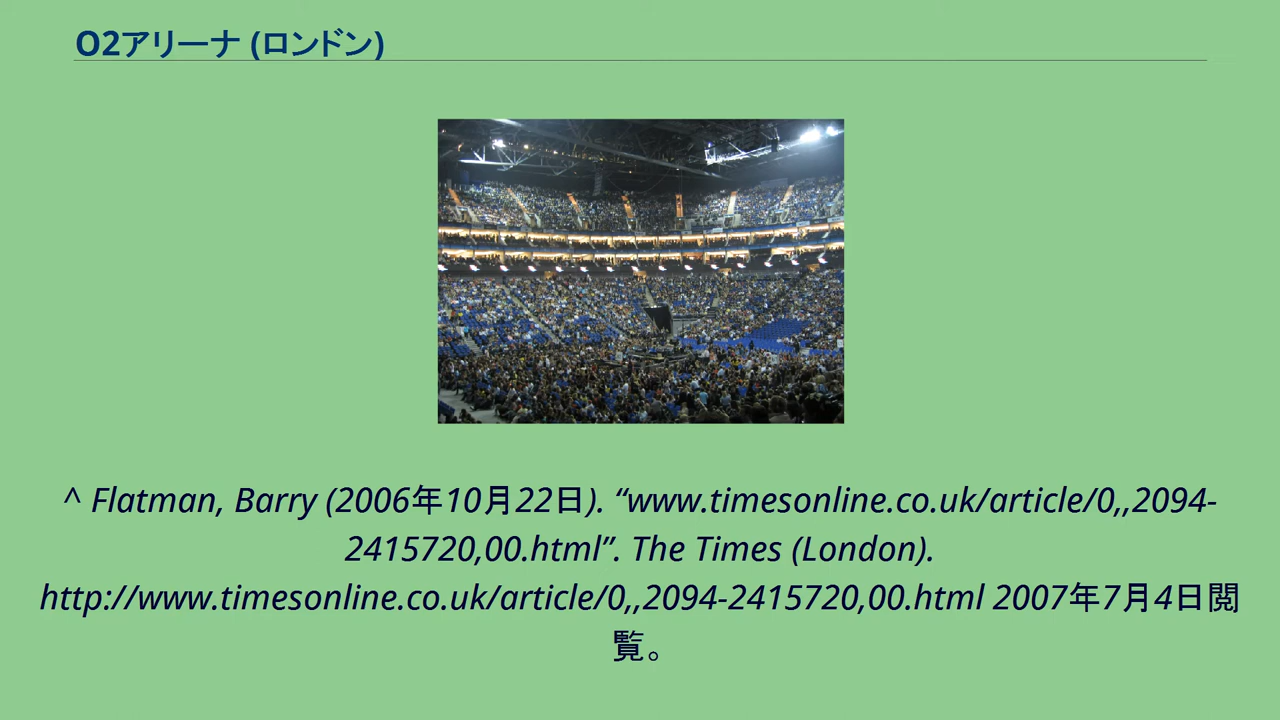 O2アリーナ (ロンドン)
^ Flatman, Barry (2006年10月22日). “www.timesonline.co.uk/article/0,,2094-
2415720,00.html”. The Times (London).
http://www.timesonline.co.uk/article/0,,2094-2415720,00.html 2007年7月4日閲
覧。